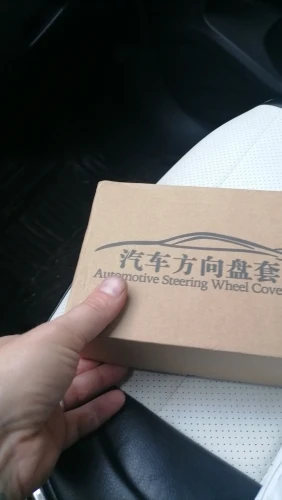 汽车方向盘套
Automotive Steering Wheel Cove